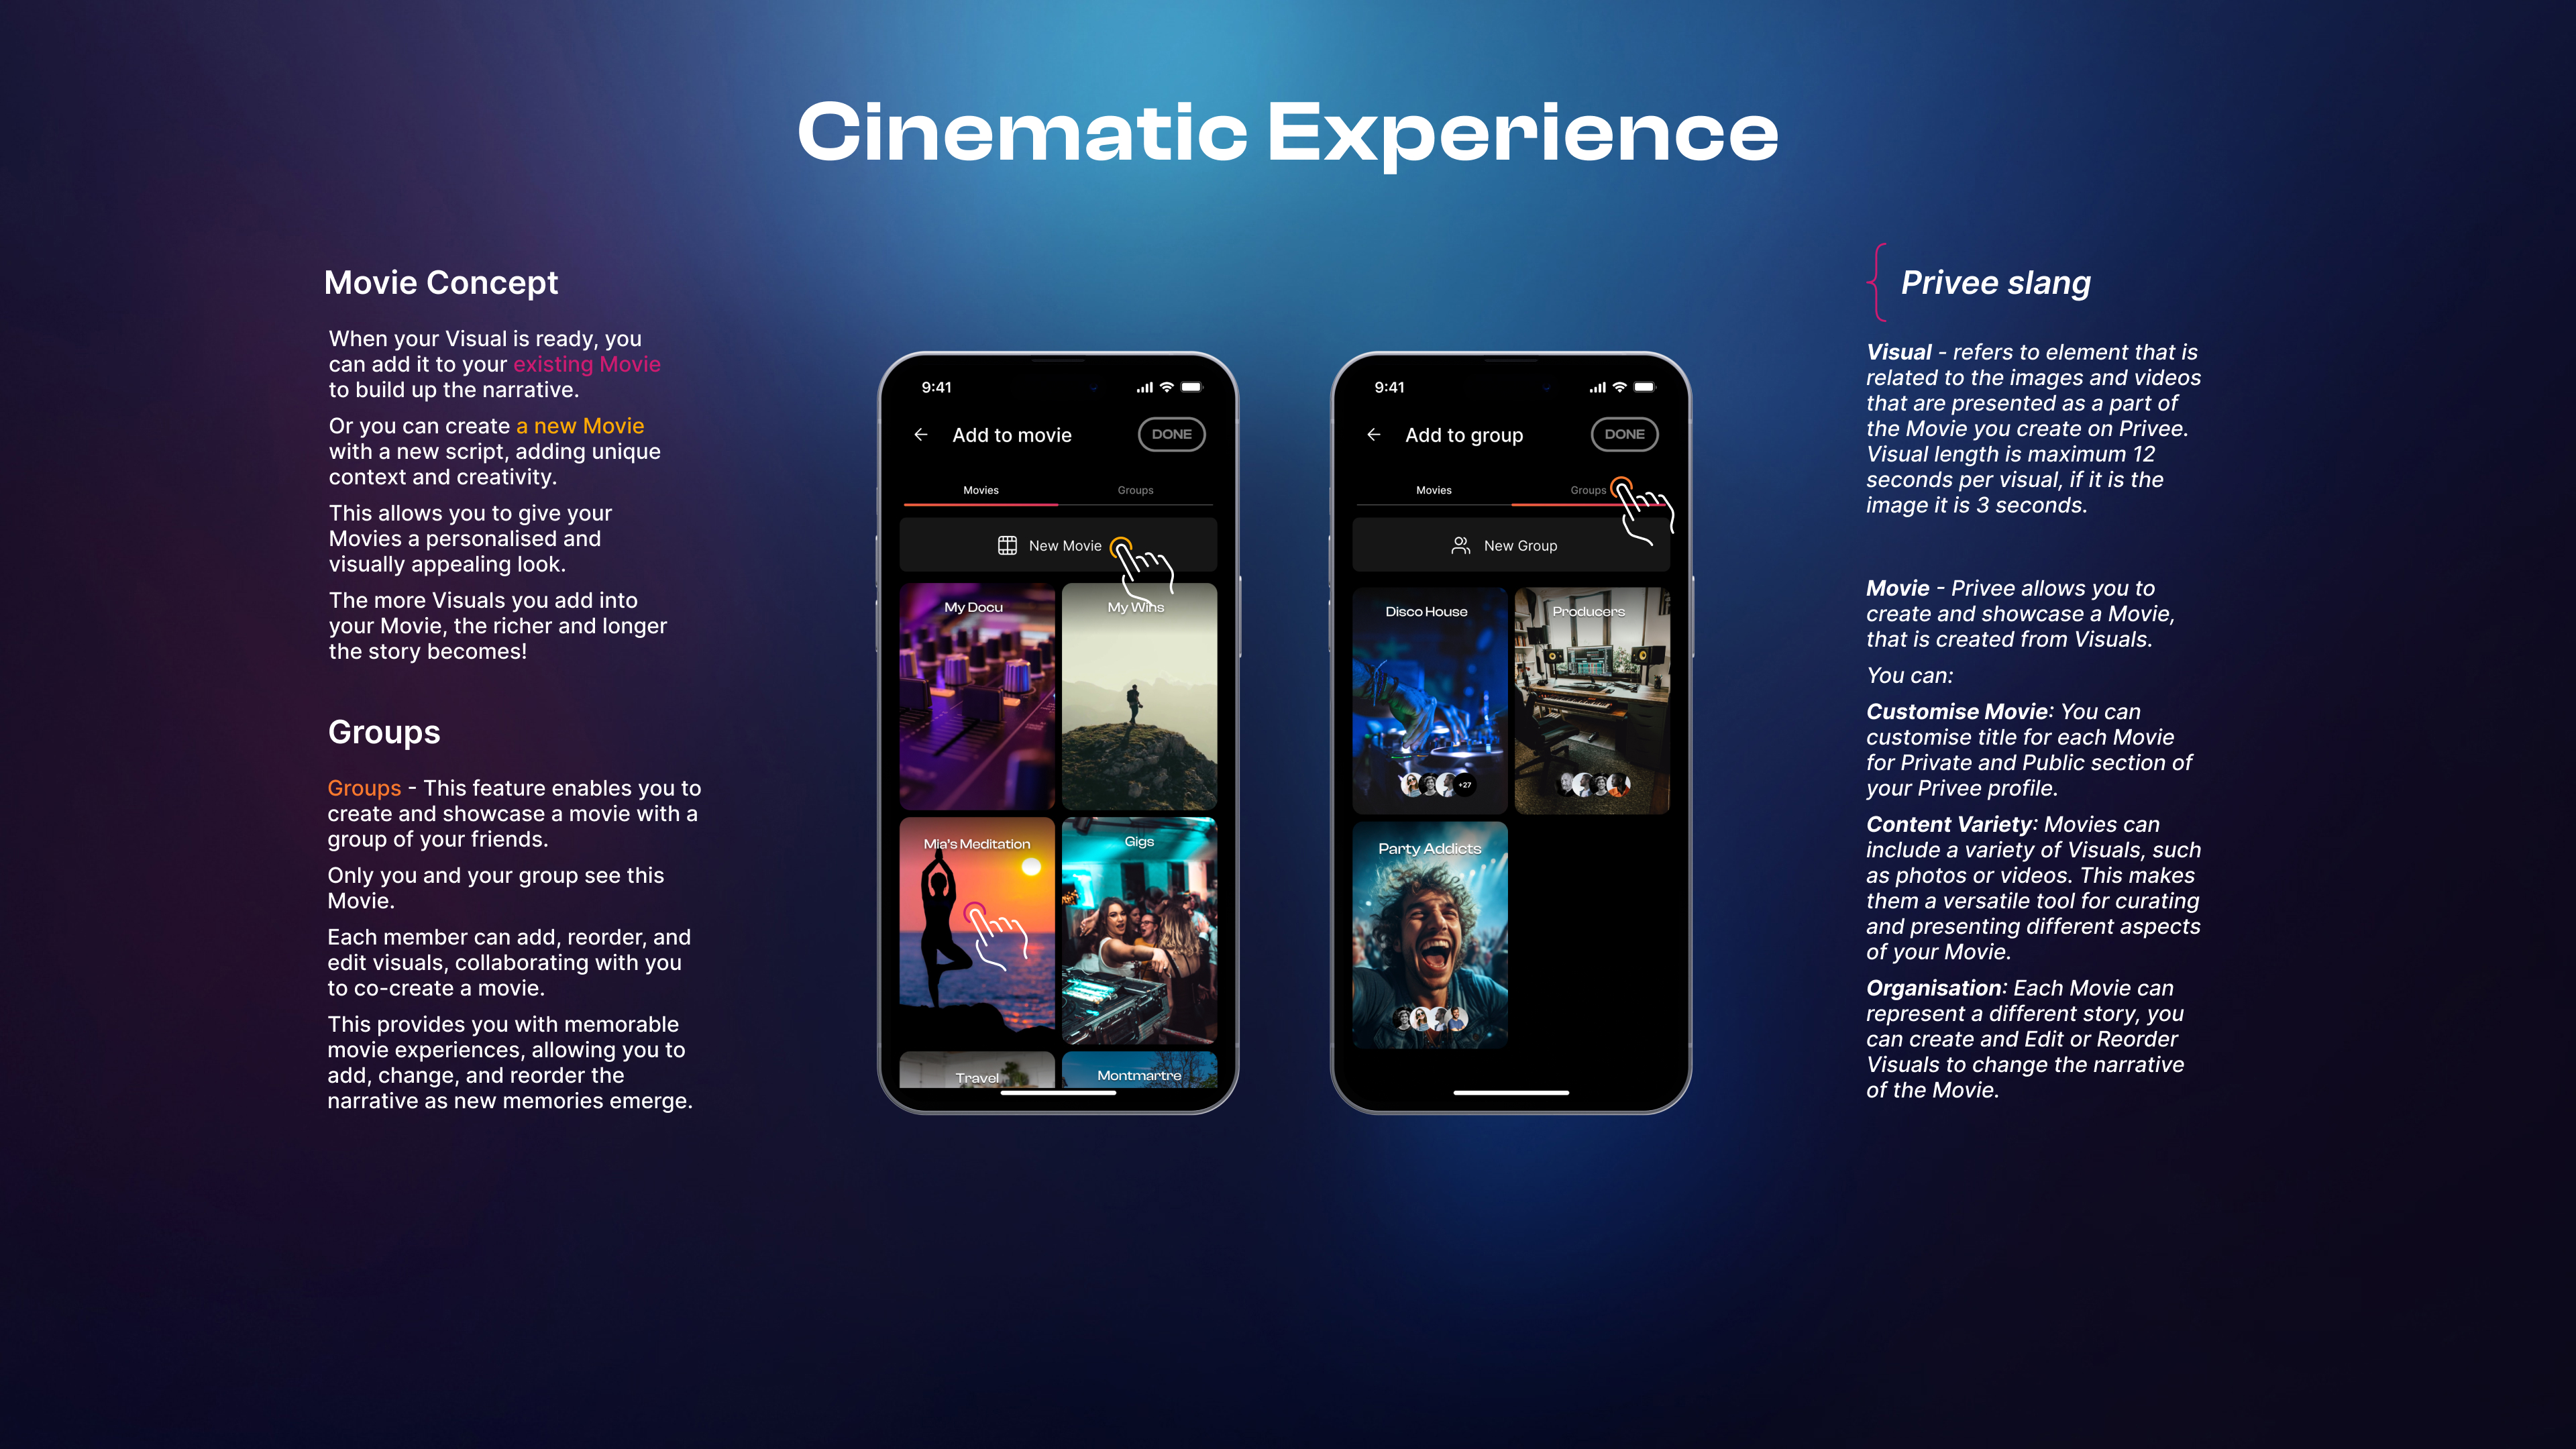 Cinematic Experience
Movie Concept
When your Visual is ready, you
can add it to your existing Movie
to build up the narrative.
Or you can create a new Movie
with a new script, adding unique
context and creativity.
This allows you to give your
Movies a personalised and
visually appealing look.
The more Visuals you add into
your Movie, the richer and longer
the story becomes!
Groups
Groups - This feature enables you to
create and showcase a movie with a
group of your friends.
Only you and your group see this
Movie.
Each member can add, reorder, and
edit visuals, collaborating with you
to co-create a movie.
This provides you with memorable
movie experiences, allowing you to
add, change, and reorder the
narrative as new memories emerge.
9:41
Add to movie
DONE
Movies
Groups
New Movie
My Docu
My Wins
Mia's Meditation
Gigs
Travel
Montmartre
9:41
Add to group
DONE
Movies
Groups
New Group
Disco House
Producers
+27
Party Addicts
Privee slang
Visual - refers to element that is
related to the images and videos
that are presented as a part of
the Movie you create on Privee.
Visual length is maximum 12
seconds per visual, if it is the
image it is 3 seconds.
Movie - Privee allows you to
create and showcase a Movie,
that is created from Visuals.
You can:
Customise Movie: You can
customise title for each Movie
for Private and Public section of
your Privee profile.
Content Variety: Movies can
include a variety of Visuals, such
as photos or videos. This makes
them a versatile tool for curating
and presenting different aspects
of your Movie.
Organisation: Each Movie can
represent a different story, you
can create and Edit or Reorder
Visuals to change the narrative
of the Movie.